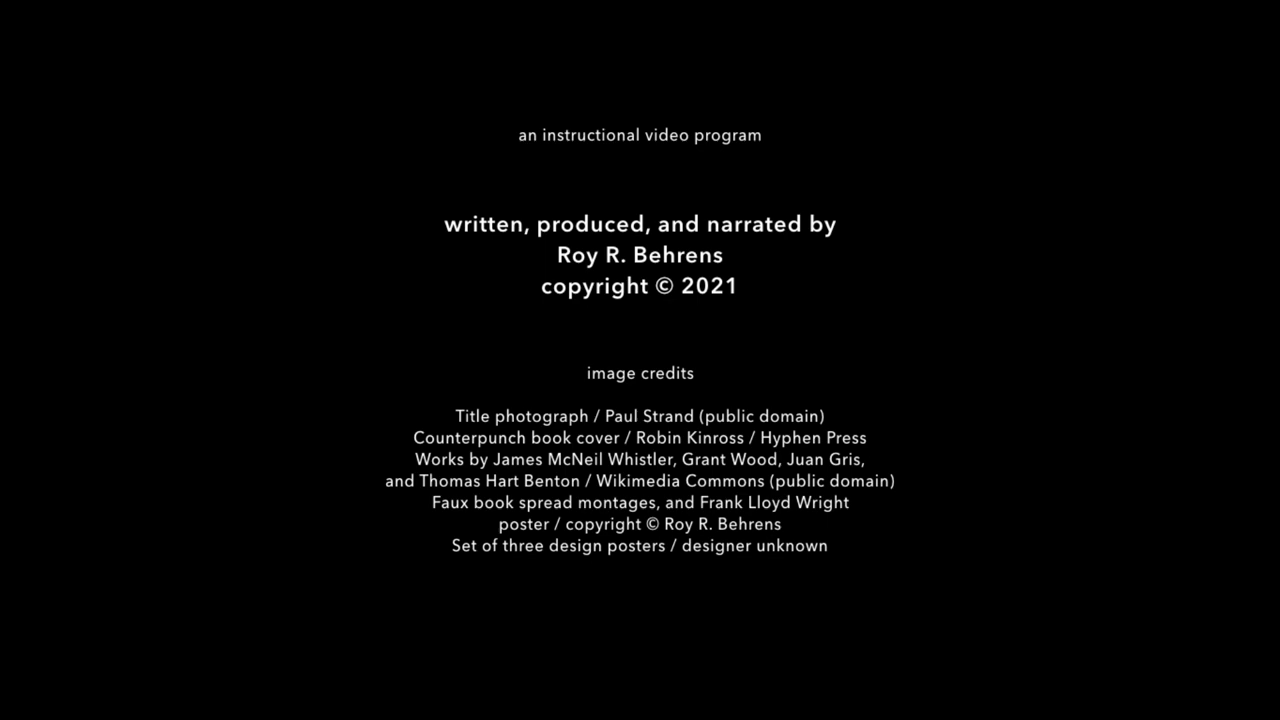 an instructional video program
written, produced, and narrated by
Roy R. Behrens
copyright © 2021
image credits
Title photograph / Paul Strand (public domain)
Counterpunch book cover / Robin Kinross / Hyphen Press
Works by James McNeil Whistler, Grant Wood, Juan Gris,
and Thomas Hart Benton / Wikimedia Commons (public domain)
Faux book spread montages, and Frank Lloyd Wright
poster / copyright © Roy R. Behrens
Set of three design posters / designer unknown